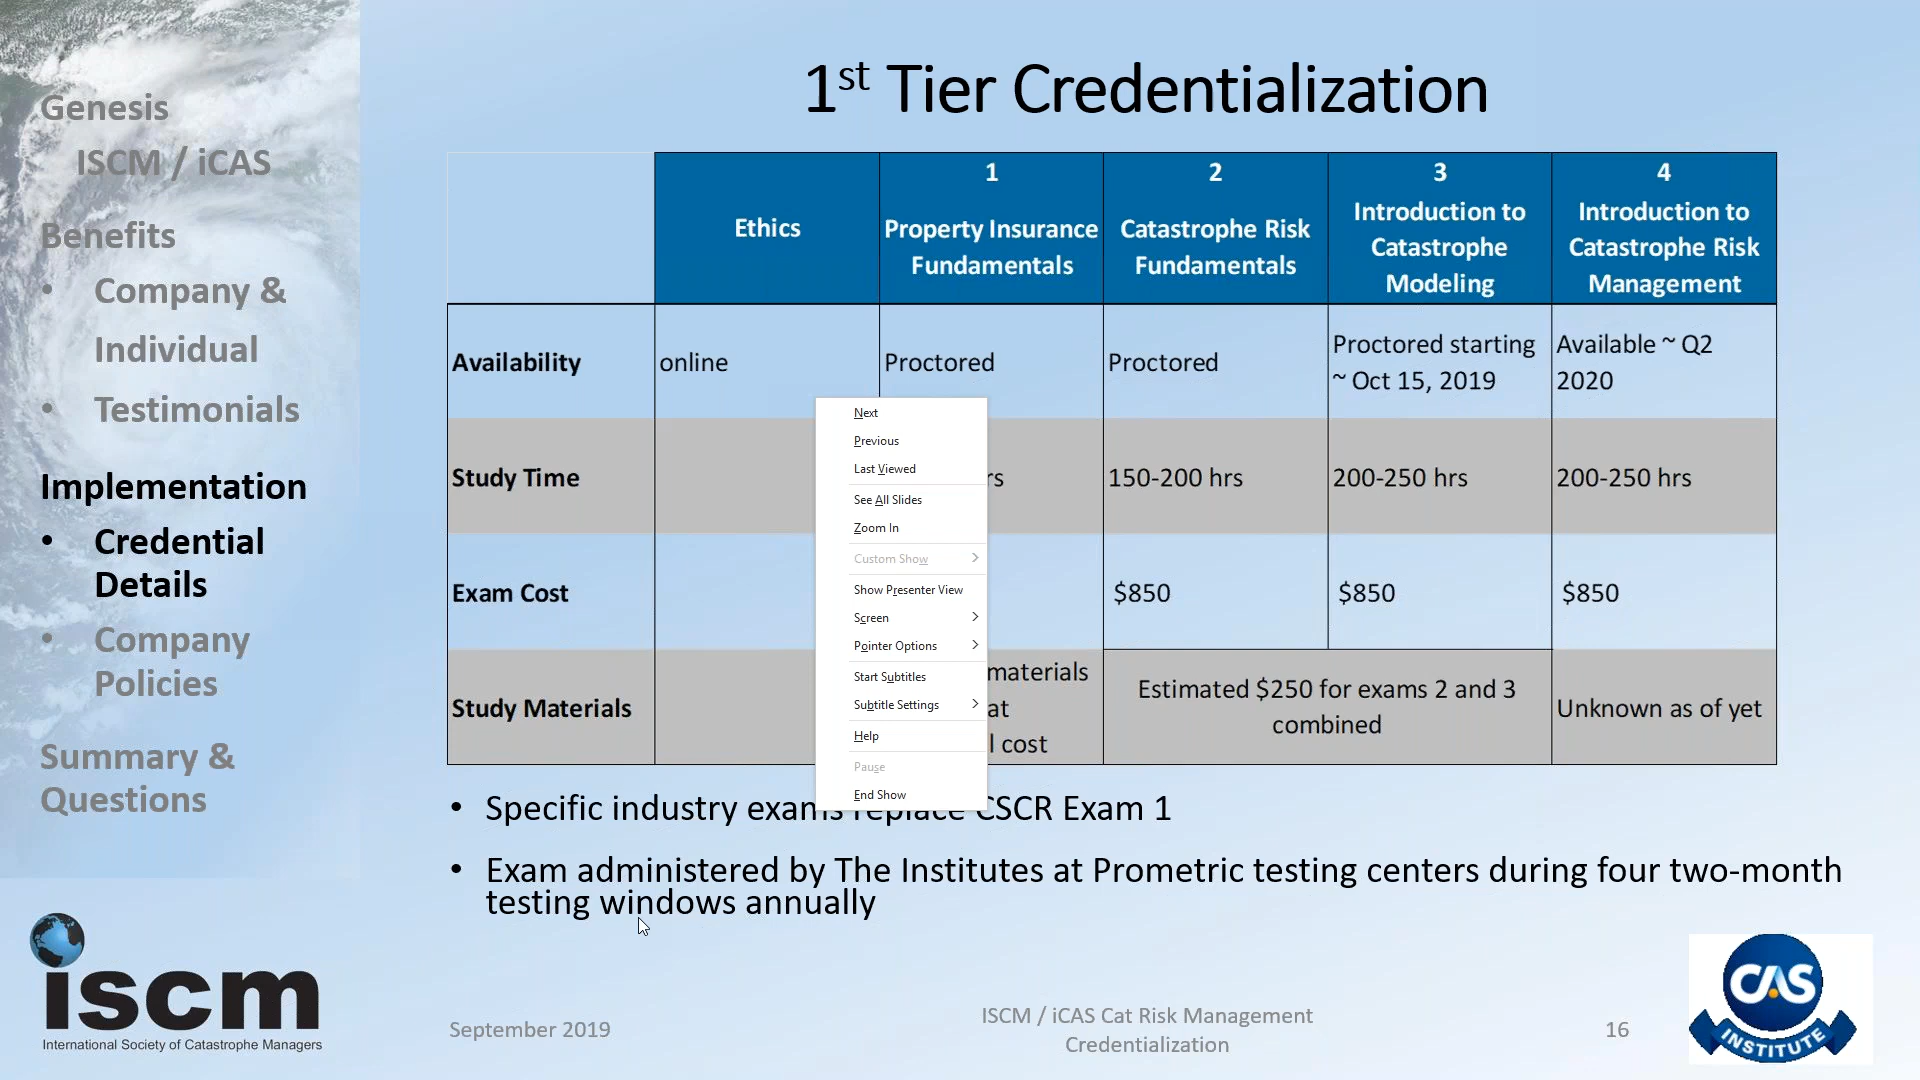 Genesis
ISCM / iCAS
Benefits
• Company &
Individual
• Testimonials
Implementation
• Credential
Details
• Company
Policies
Summary &
Questions
iscm
International Society of Catastrophe Managers
1st Tier Credentialization
Ethics
1
Property Insurance
Fundamentals
2
Catastrophe Risk
Fundamentals
3
Introduction to
Catastrophe
Modeling
4
Introduction to
Catastrophe Risk
Management
Availability
online
Proctored
Proctored
Proctored starting
~ Oct 15, 2019
Available ~ Q2
2020
Study Time
150-200 hrs
200-250 hrs
200-250 hrs
Exam Cost
$850
$850
$850
Study Materials
materials
at
cost
Estimated $250 for exams 2 and 3
combined
Unknown as of yet
Next
Previous
Last Viewed
See All Slides
Zoom In
Custom Show
Show Presenter View
Screen
Pointer Options
Start Subtitles
Subtitle Settings
Help
Pause
End Show
• Specific industry exams replace CSCR Exam 1
• Exam administered by The Institutes at Prometric testing centers during four two-month
testing windows annually
September 2019
ISCM / iCAS Cat Risk Management
Credentialization
16
CAS
INSTITUTE